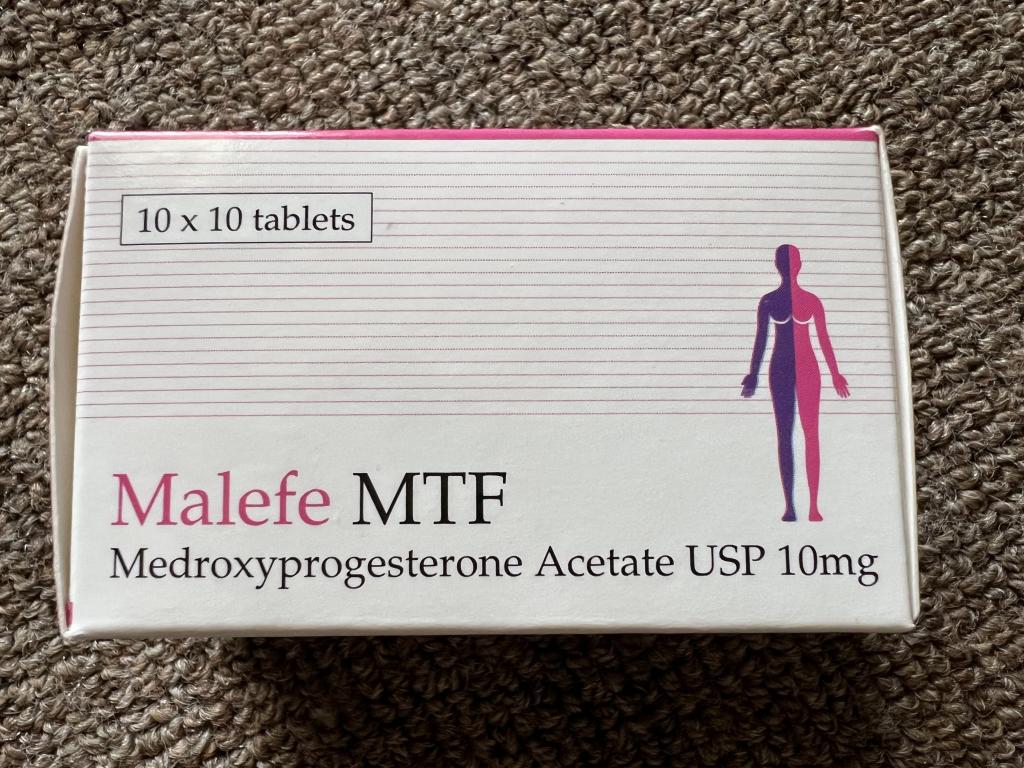 10 x 10 tablets
Malefe MTF
Medroxyprogesterone Acetate USP 10mg